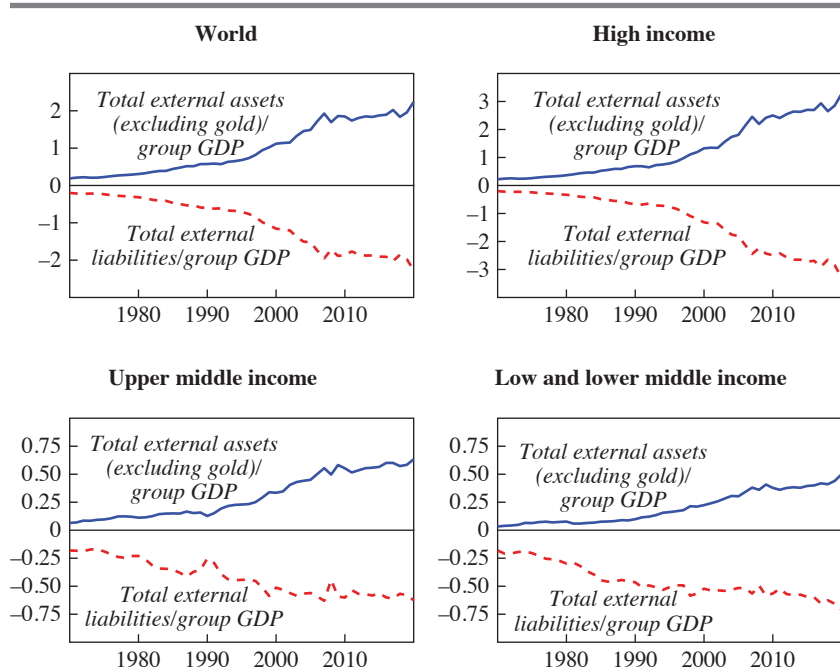 World
2
1
0
–1
–2
Total external assets
(excluding gold)/
group GDP
Total external
liabilities/group GDP
1980 1990 2000 2010
High income
3
2
1
0
–1
–2
–3
Total external assets
(excluding gold)/
group GDP
Total external
liabilities/group GDP
1980 1990 2000 2010
Upper middle income
0.75
0.50
0.25
0
–0.25
–0.50
–0.75
Total external assets
(excluding gold)/
group GDP
Total external
liabilities/group GDP
1980 1990 2000 2010
Low and lower middle income
0.75
0.50
0.25
0
–0.25
–0.50
–0.75
Total external assets
(excluding gold)/
group GDP
Total external
liabilities/group GDP
1980 1990 2000 2010